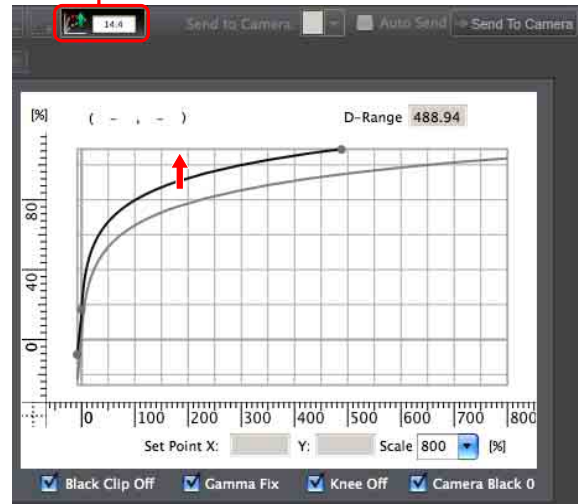 14.4 Send to Camera: Auto Send Send To Camera
[%] ( - , - ) D-Range 488.94
80
40
0
0 100 200 300 400 500 600 700 800
Set Point X: Y: Scale 800 [%]
Black Clip Off Gamma Fix Knee Off Camera Black 0